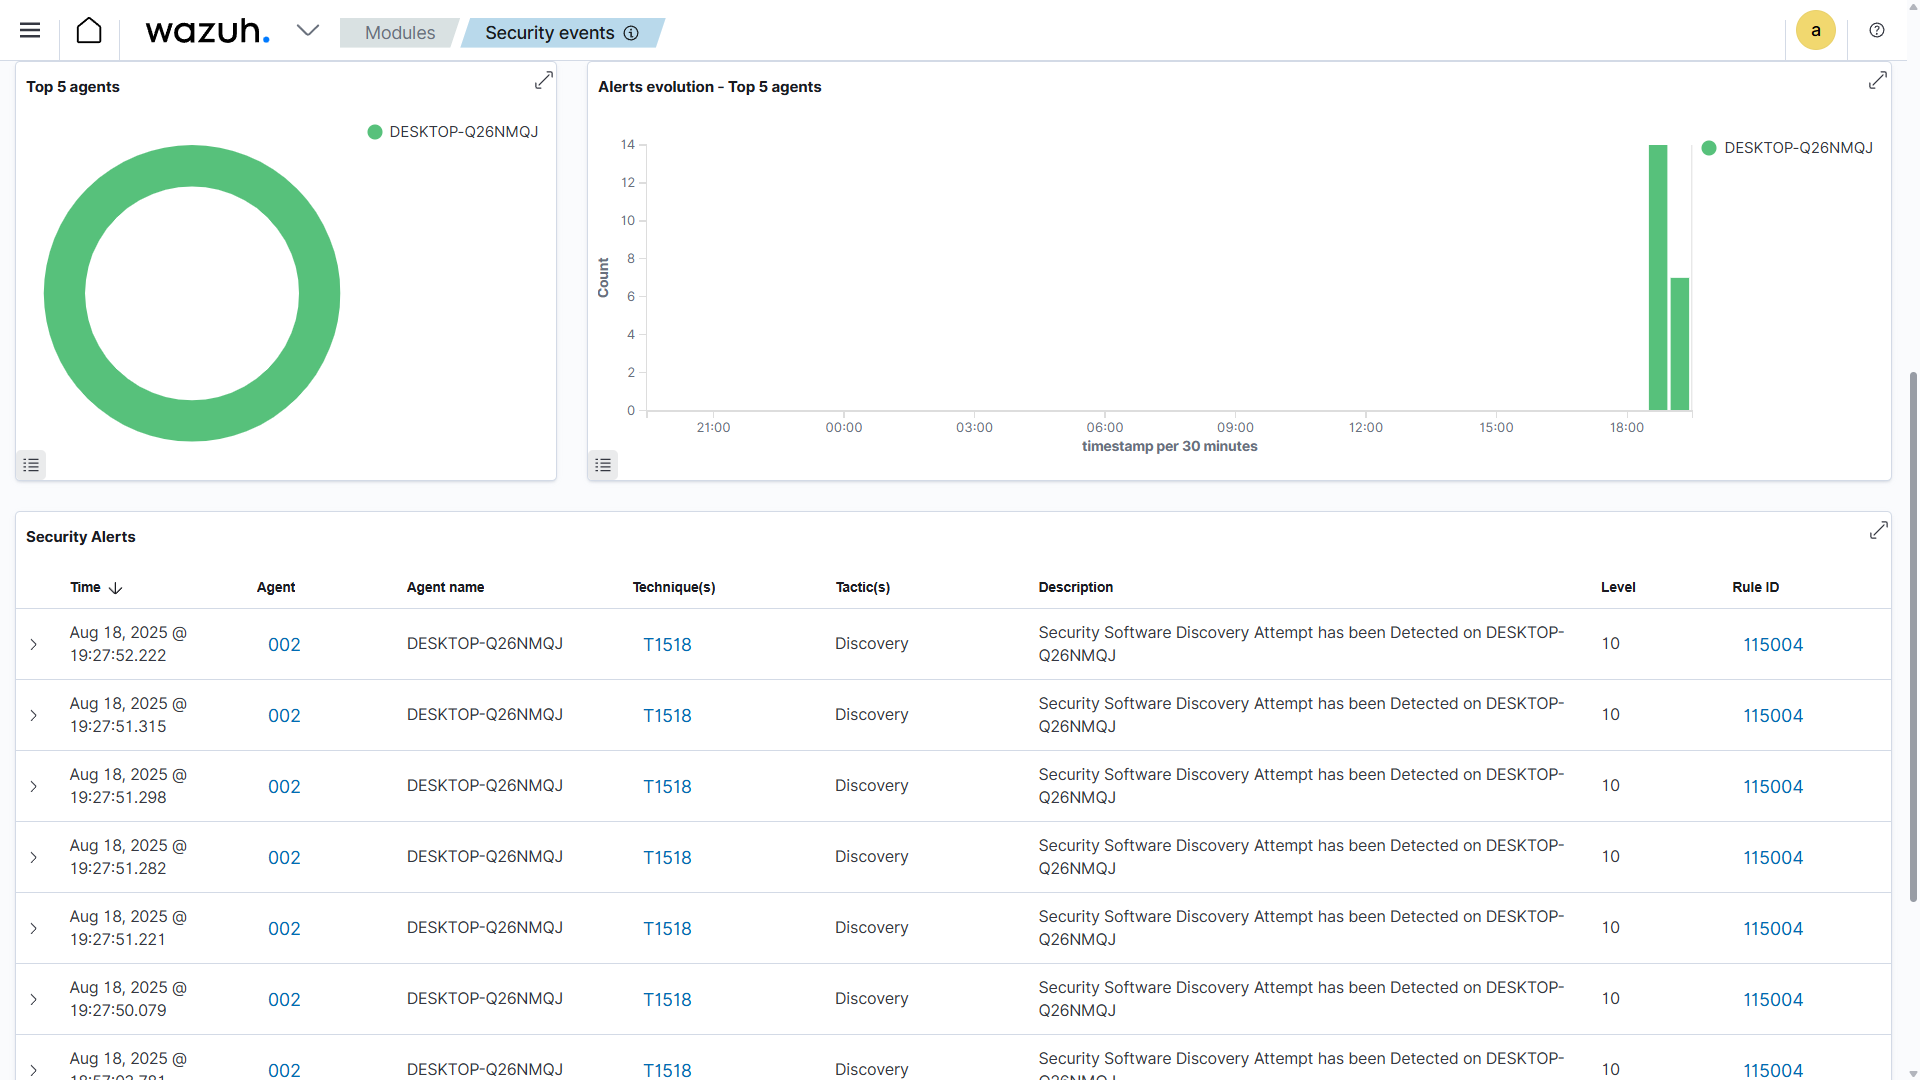 wazuh.
Modules
Security events
a
Top 5 agents
DESKTOP-Q26NMQJ
Alerts evolution - Top 5 agents
DESKTOP-Q26NMQJ
14
12
10
8
6
4
2
0
Count
21:00 00:00 03:00 06:00 09:00 12:00 15:00 18:00
timestamp per 30 minutes
Security Alerts
Time Agent Agent name Technique(s) Tactic(s) Description Level Rule ID
Aug 18, 2025 @ 002 DESKTOP-Q26NMQJ T1518 Discovery Security Software Discovery Attempt has been Detected on DESKTOP- 10 115004
19:27:52.222 Q26NMQJ
Aug 18, 2025 @ 002 DESKTOP-Q26NMQJ T1518 Discovery Security Software Discovery Attempt has been Detected on DESKTOP- 10 115004
19:27:51.315 Q26NMQJ
Aug 18, 2025 @ 002 DESKTOP-Q26NMQJ T1518 Discovery Security Software Discovery Attempt has been Detected on DESKTOP- 10 115004
19:27:51.298 Q26NMQJ
Aug 18, 2025 @ 002 DESKTOP-Q26NMQJ T1518 Discovery Security Software Discovery Attempt has been Detected on DESKTOP- 10 115004
19:27:51.282 Q26NMQJ
Aug 18, 2025 @ 002 DESKTOP-Q26NMQJ T1518 Discovery Security Software Discovery Attempt has been Detected on DESKTOP- 10 115004
19:27:51.221 Q26NMQJ
Aug 18, 2025 @ 002 DESKTOP-Q26NMQJ T1518 Discovery Security Software Discovery Attempt has been Detected on DESKTOP- 10 115004
19:27:50.079 Q26NMQJ
Aug 18, 2025 @ 002 DESKTOP-Q26NMQJ T1518 Discovery Security Software Discovery Attempt has been Detected on DESKTOP- 10 115004